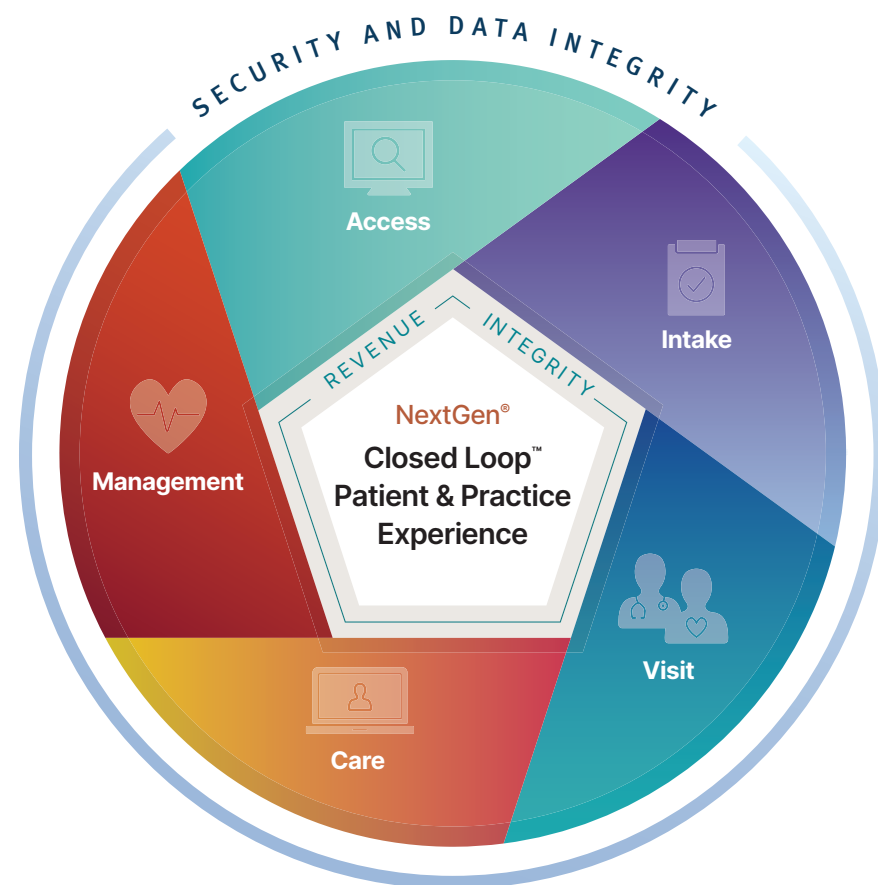 SECURITY AND DATA INTEGRITY
Access
Intake
REVENUE INTEGRITY
NextGen®
Closed Loop™
Patient & Practice
Experience
Management
Visit
Care